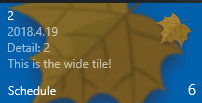 2
2018.4.19
Detail: 2
This is the wide tile!
Schedule
6